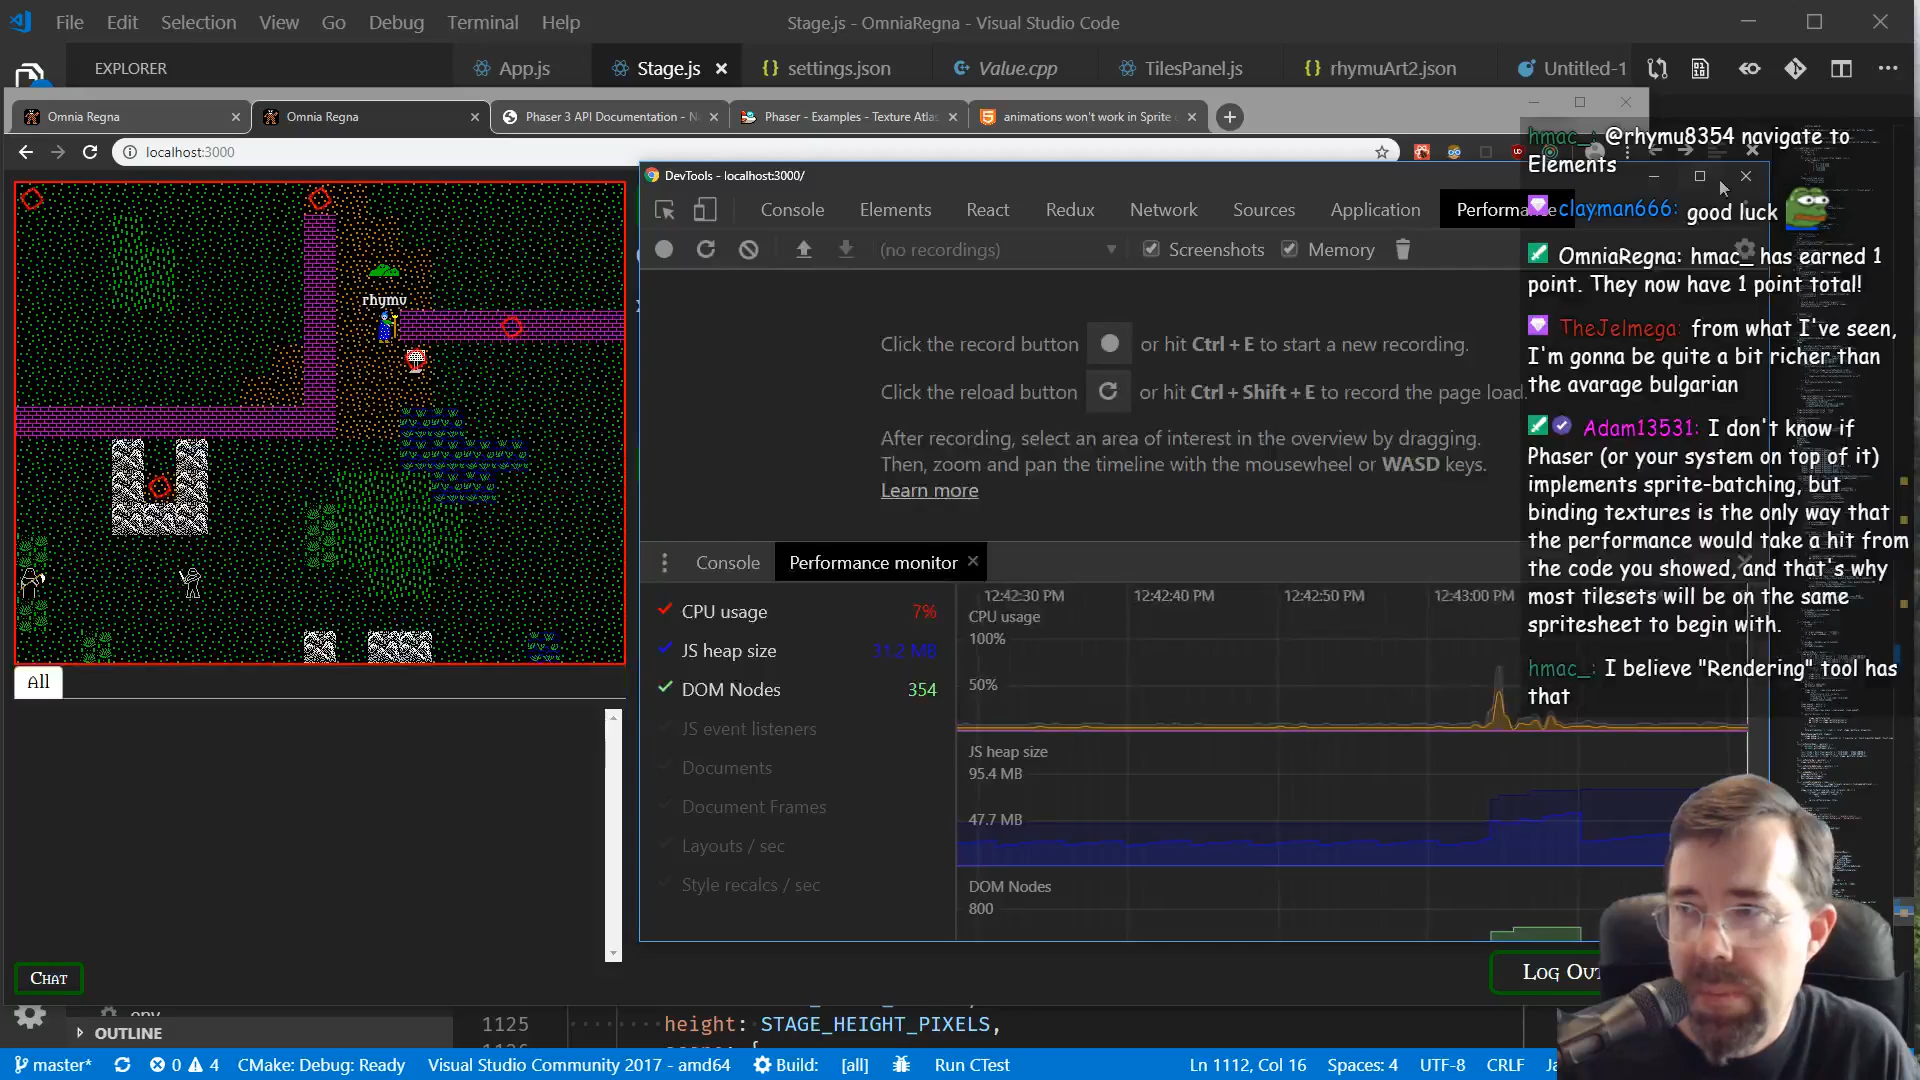 File Edit Selection View Go Debug Terminal Help
Stage.js - OmniaRegna - Visual Studio Code
EXPLORER
App.js
Stage.js
settings.json
Value.cpp
TilesPanel.js
rhymuArt2.json
Untitled-1
Omnia Regna
Omnia Regna
Phaser 3 API Documentation - N
Phaser - Examples - Texture Atlas
animations won't work in Sprite c
localhost:3000
DevTools - localhost:3000/
Console Elements React Redux Network Sources Application Performance
(no recordings)
Screenshots
Memory
Click the record button
or hit Ctrl + E to start a new recording.
Click the reload button
or hit Ctrl + Shift + E to record the page load.
After recording, select an area of interest in the overview by dragging.
Then, zoom and pan the timeline with the mousewheel or WASD keys.
Learn more
Console
Performance monitor
CPU usage 7%
JS heap size 31.2 MB
DOM Nodes 354
JS event listeners
Documents
Document Frames
Layouts / sec
Style recalcs / sec
12:42:30 PM 12:42:40 PM 12:42:50 PM 12:43:00 PM
CPU usage
100%
50%
JS heap size
95.4 MB
47.7 MB
DOM Nodes
800
hmac_: @rhymu8354 navigate to
Elements
clayman666: good luck
OmniaRegna: hmac_ has earned 1
point. They now have 1 point total!
TheJelmega: from what I've seen,
I'm gonna be quite a bit richer than
the avarage bulgarian
Adam13531: I don't know if
Phaser (or your system on top of it)
implements sprite-batching, but
binding textures is the only way that
the performance would take a hit from
the code you showed, and that's why
most tilesets will be on the same
spritesheet to begin with.
hmac_: I believe "Rendering" tool has
that
rhymu
All
Chat
Log Out
OUTLINE
1125 height: STAGE_HEIGHT_PIXELS,
master* 0 4 CMake: Debug: Ready Visual Studio Community 2017 - amd64 Build: [all] Run CTest Ln 1112, Col 16 Spaces: 4 UTF-8 CRLF